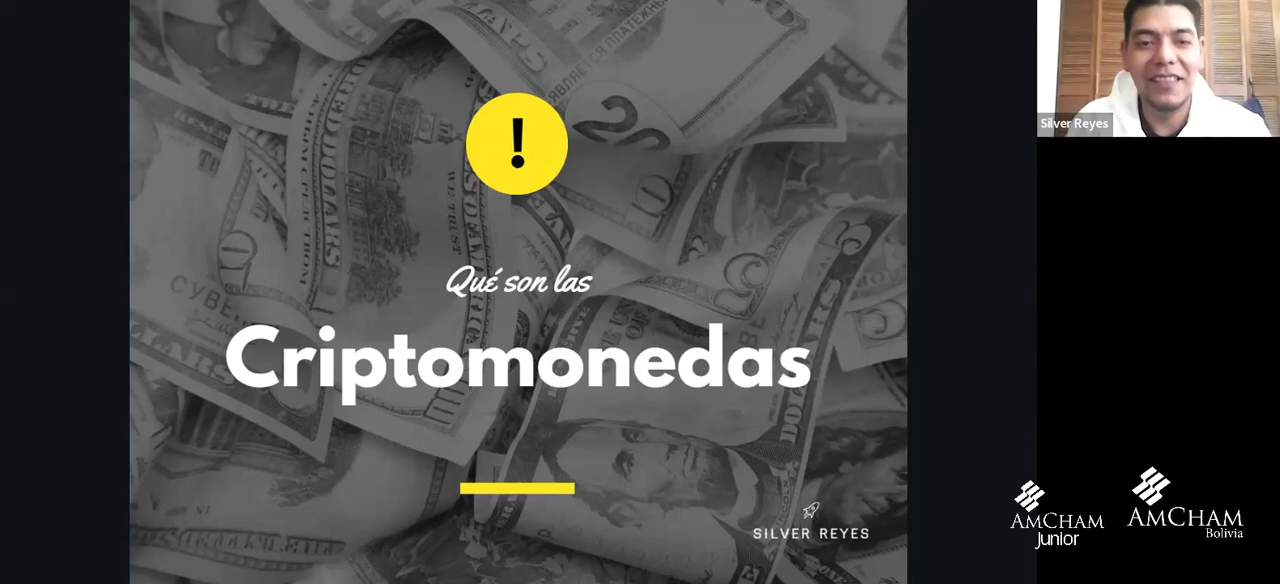 Qué son las
Criptomonedas
SILVER REYES
Silver Reyes
AMCHAM
Junior
AMCHAM
Bolivia